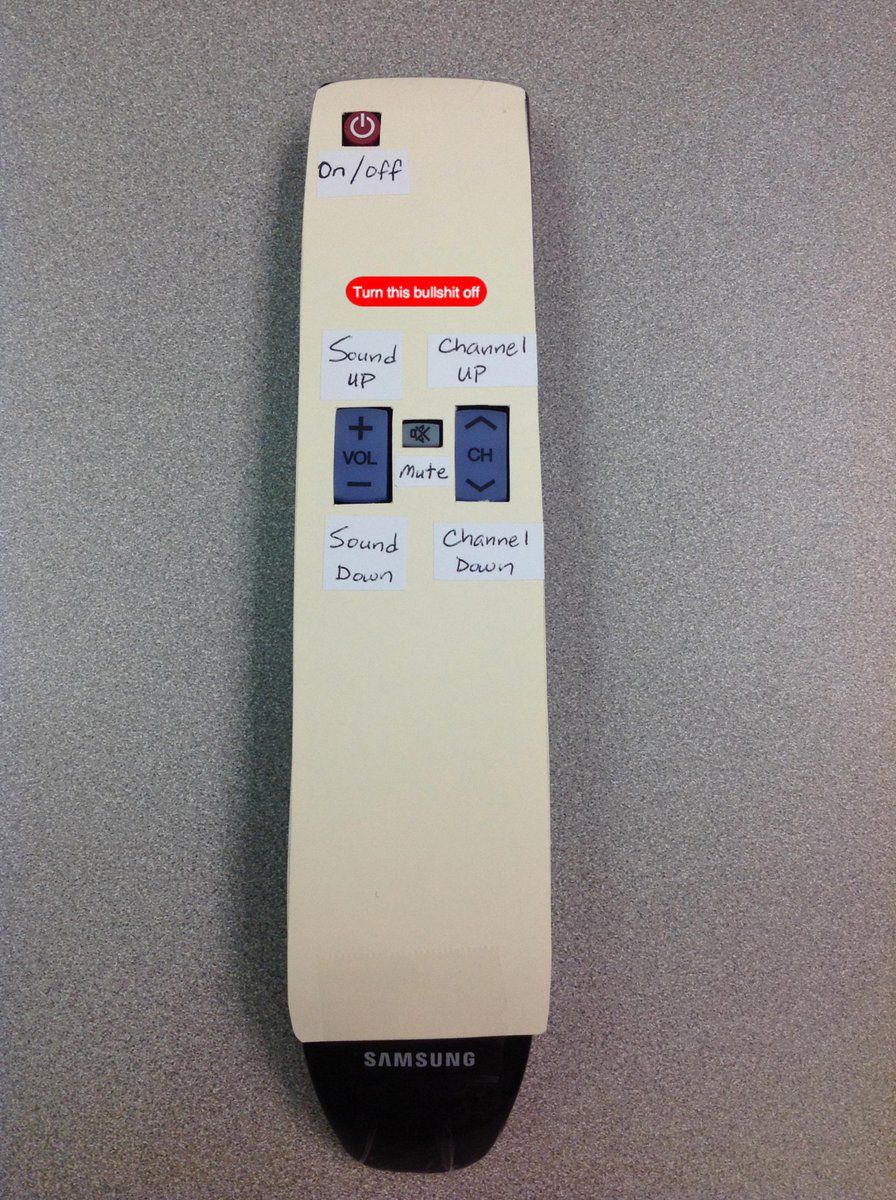 On/off
Turn this bullshit off
Sound
UP
Channel
UP
+
VOL
−
Mute
CH
Sound
Down
Channel
Down
SAMSUNG